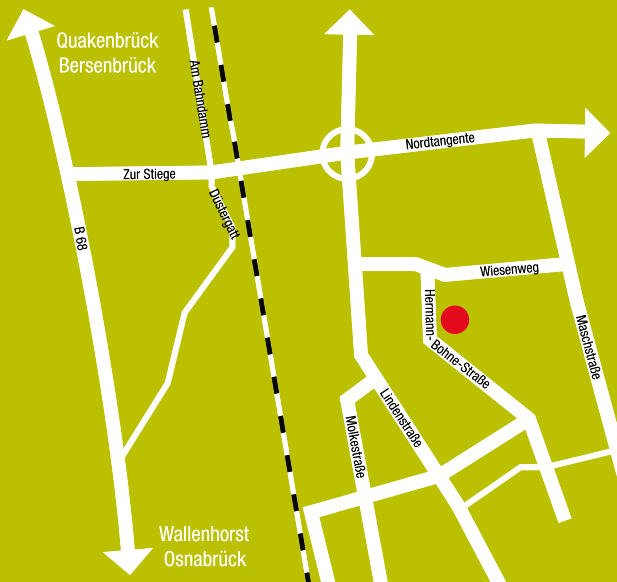 Quakenbrück
Bersenbrück
Am Bahndamm
Nordtangente
Zur Stiege
Düstergatt
B 68
Wiesenweg
Hermann-
Bohne-Straße
Maschstraße
Lindenstraße
Molkestraße
Wallenhorst
Osnabrück